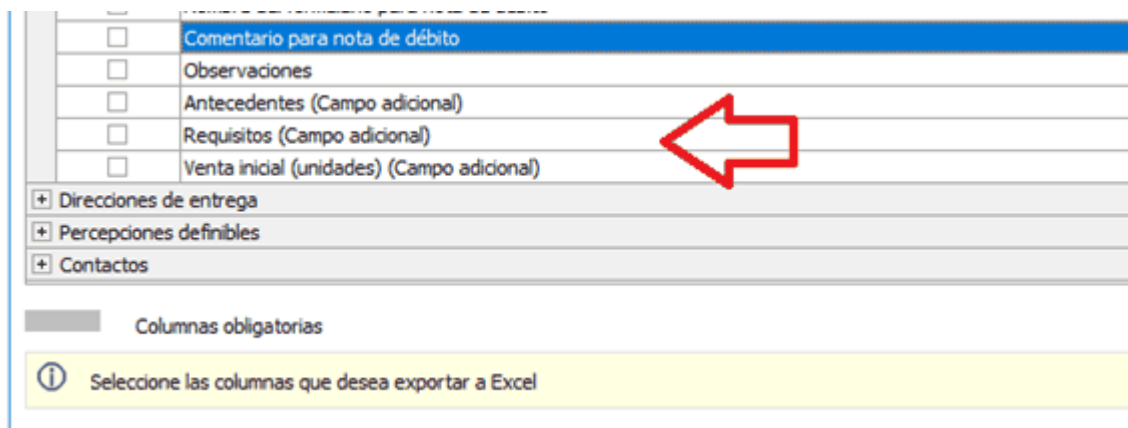 Comentario para nota de débito
Observaciones
Antecedentes (Campo adicional)
Requisitos (Campo adicional)
Venta inicial (unidades) (Campo adicional)
Direcciones de entrega
Percepciones definibles
Contactos
Columnas obligatorias
Seleccione las columnas que desea exportar a Excel